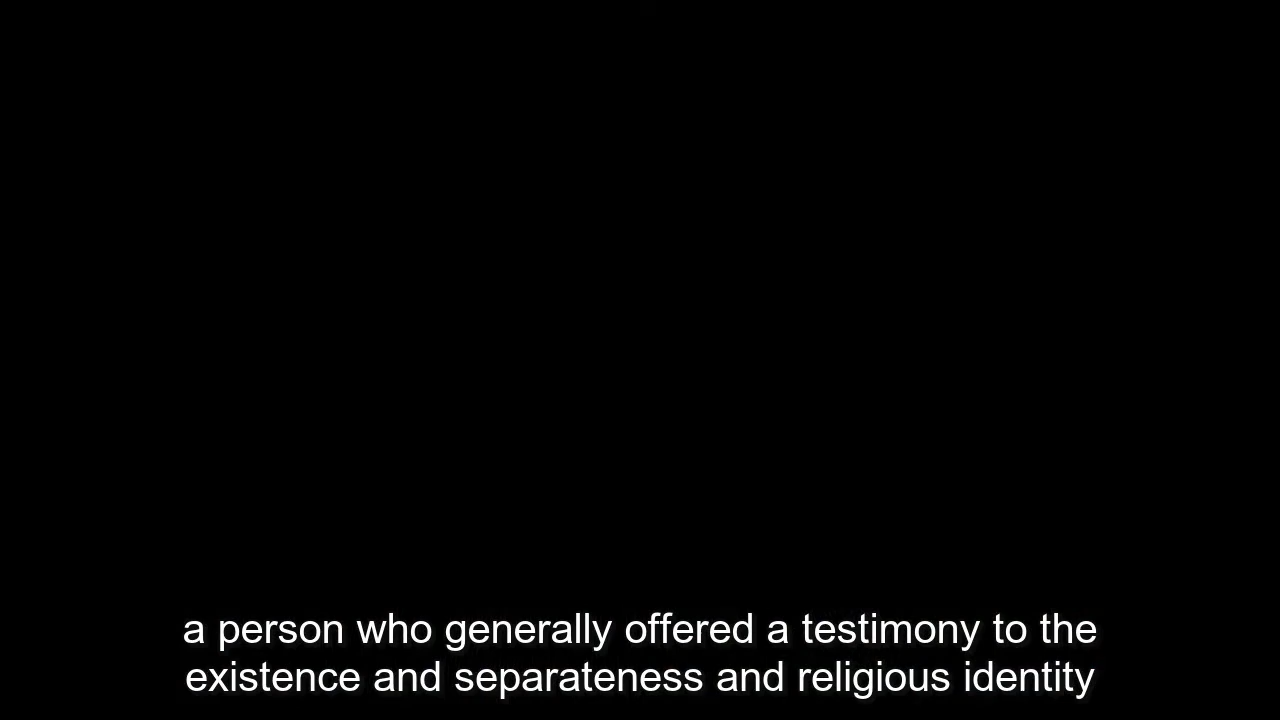 a person who generally offered a testimony to the
existence and separateness and religious identity